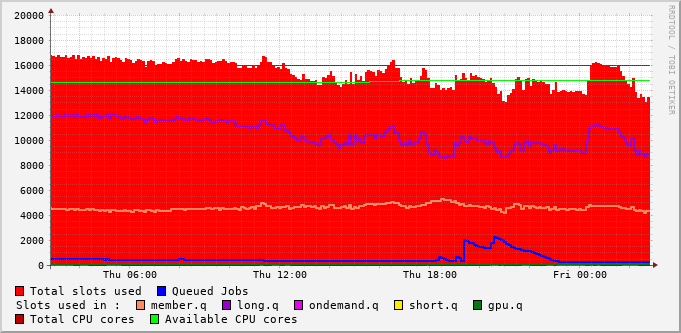 20000
18000
16000
14000
12000
10000
8000
6000
4000
2000
0
Thu 06:00 Thu 12:00 Thu 18:00 Fri 00:00
RRDTOOL / TOBI OETIKER
Total slots used Queued Jobs
Slots used in : member.q long.q ondemand.q short.q gpu.q
Total CPU cores Available CPU cores